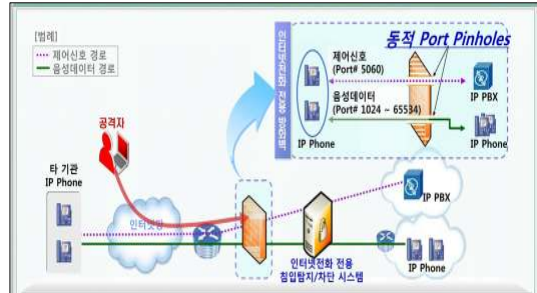 [범례]
제어신호 경로
음성데이터 경로
공격자
타 기관
IP Phone
인터넷망
인터넷전화 전용 방화벽
동적 Port Pinholes
제어신호
(Port# 5060)
음성데이터
(Port# 1024 ~ 65534)
IP Phone
IP PBX
IP Phone
IP PBX
IP Phone
인터넷전화 전용
침입탐지/차단 시스템